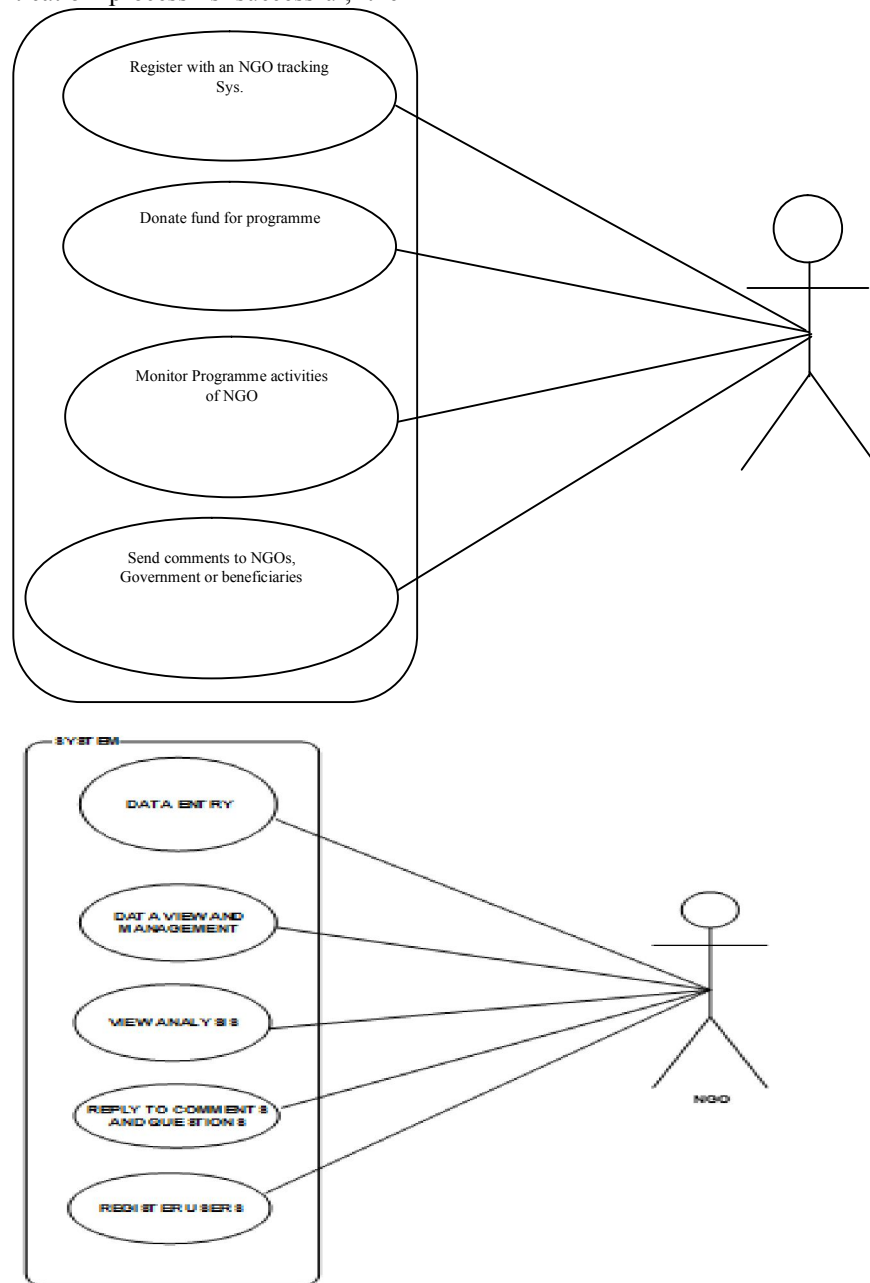 process
successful,
Register with an NGO tracking
Sys.
Donate fund for programme
Monitor Programme activities
of NGO
Send comments to NGOs,
Government or beneficiaries
SYSTEM
DATA ENTRY
DATA VIEW AND
MANAGEMENT
VIEW ANALYSIS
REPLY TO COMMENTS
AND QUESTIONS
REGISTER USERS
NGO